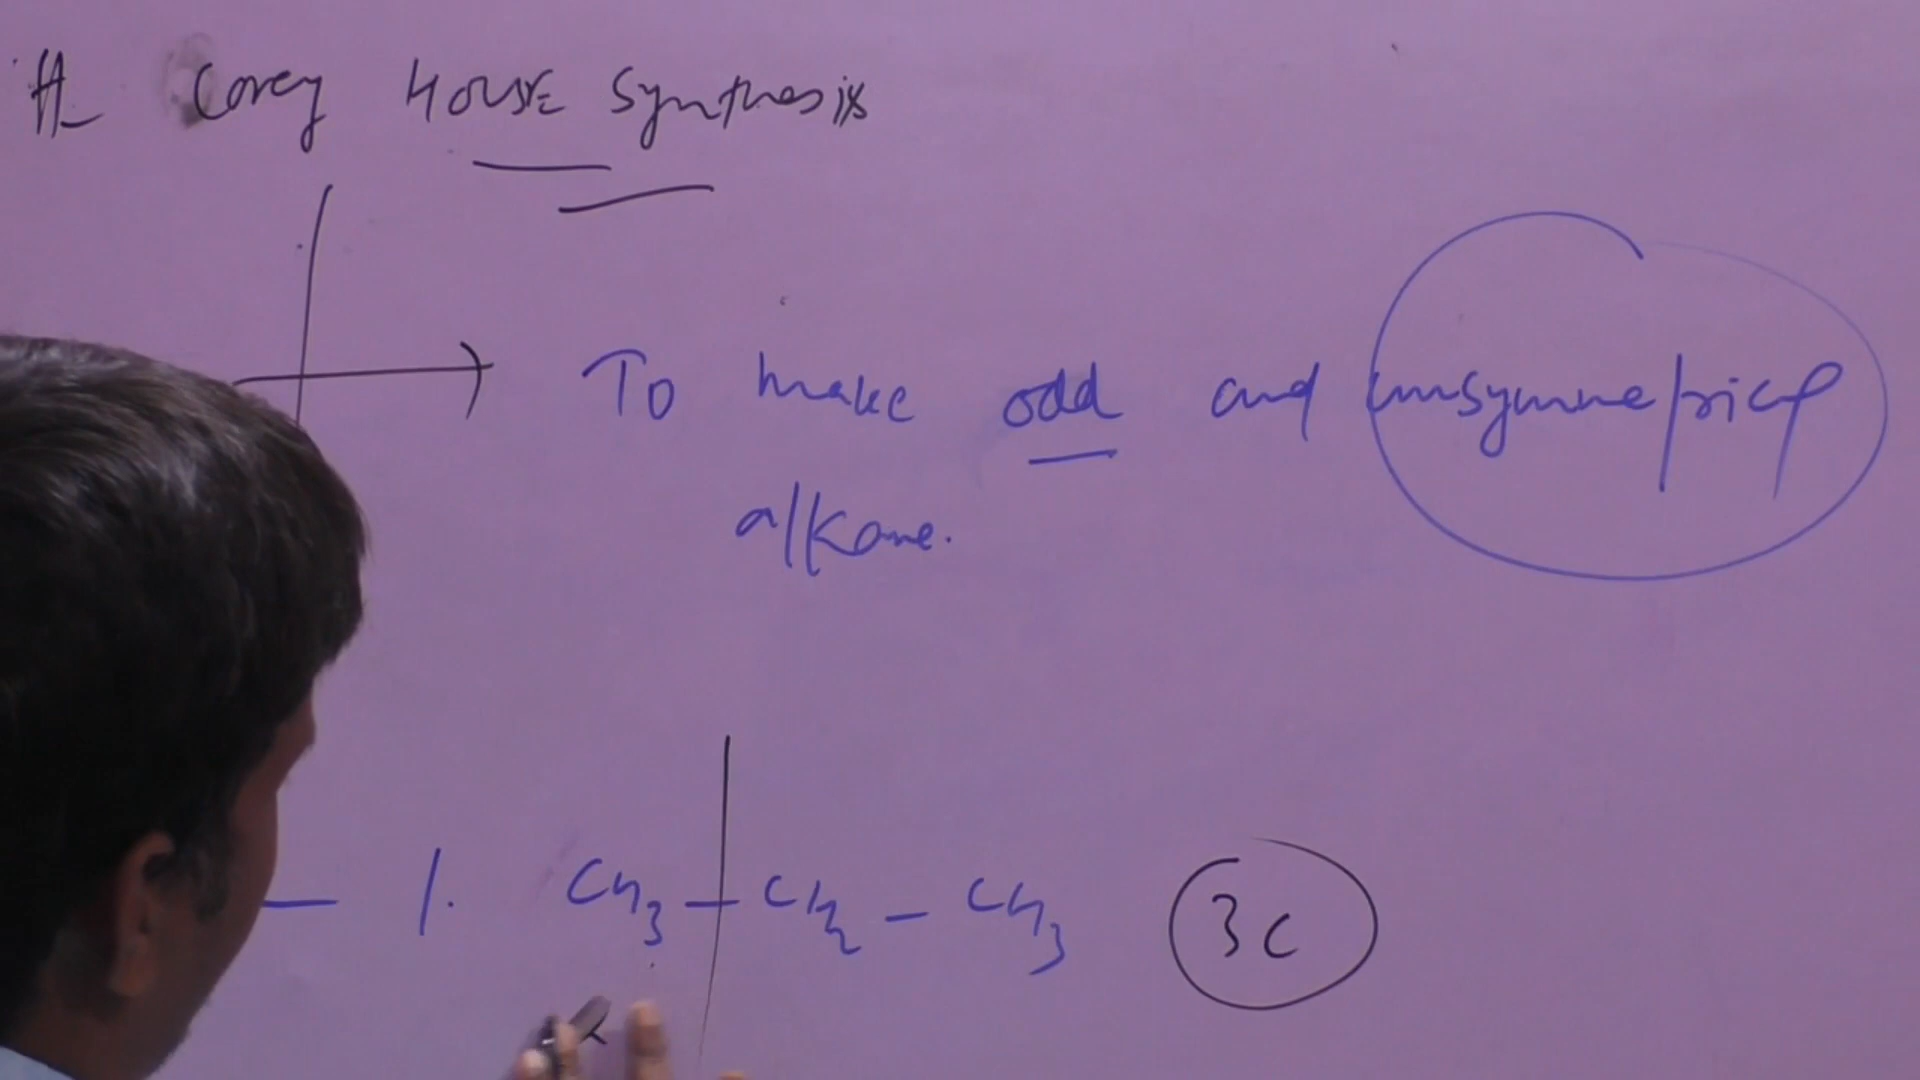 # Corey House Synthesis
To make odd and unsymmetrical
alkane.
1. CH3 - CH2 - CH3 3C